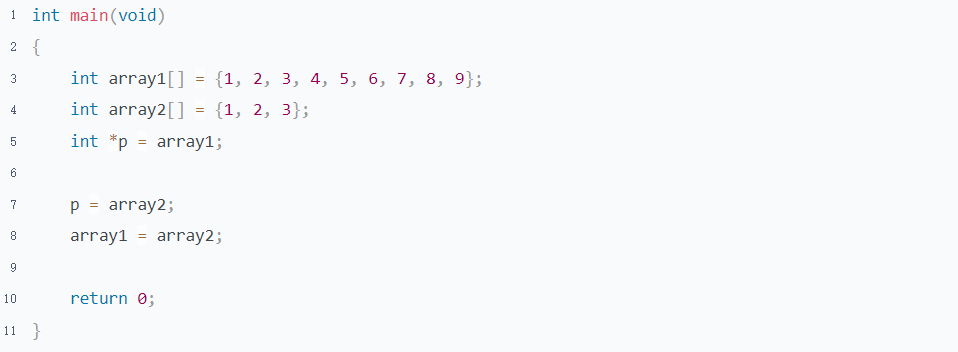 1 int main(void)
2 {
3     int array1[] = {1, 2, 3, 4, 5, 6, 7, 8, 9};
4     int array2[] = {1, 2, 3};
5     int *p = array1;
6
7     p = array2;
8     array1 = array2;
9
10     return 0;
11 }